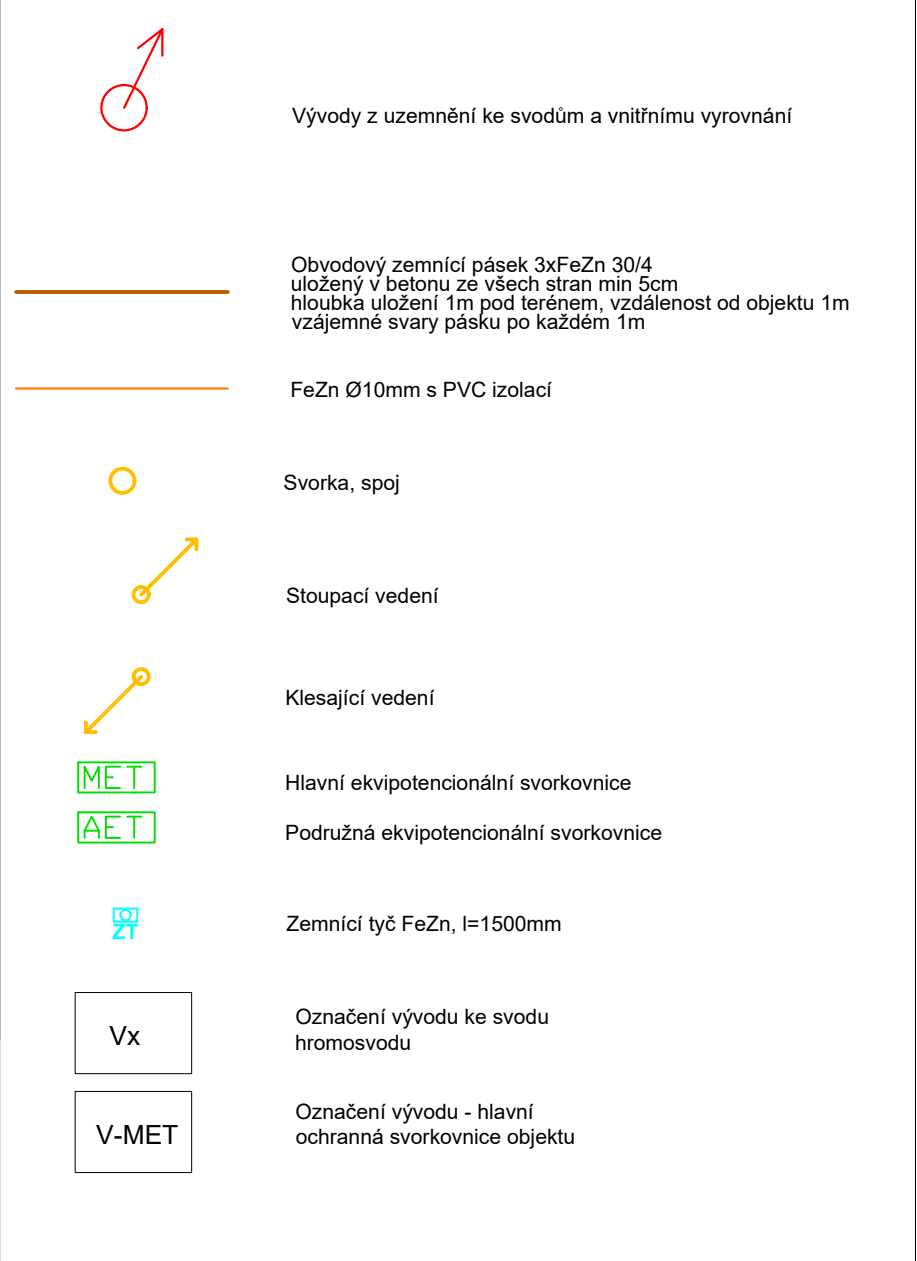 Vývody z uzemnění ke svodům a vnitřnímu vyrovnání
Obvodový zemnící pásek 3xFeZn 30/4
uložený v betonu ze všech stran min 5cm
hloubka uložení 1m pod terénem, vzdálenost od objektu 1m
vzájemné svary pásku po každém 1m
FeZn Ø10mm s PVC izolací
Svorka, spoj
Stoupací vedení
Klesající vedení
MET
Hlavní ekvipotencionální svorkovnice
AET
Podružná ekvipotencionální svorkovnice
ZT
Zemnící tyč FeZn, l=1500mm
Vx
Označení vývodu ke svodu
hromosvodu
V-MET
Označení vývodu - hlavní
ochranná svorkovnice objektu